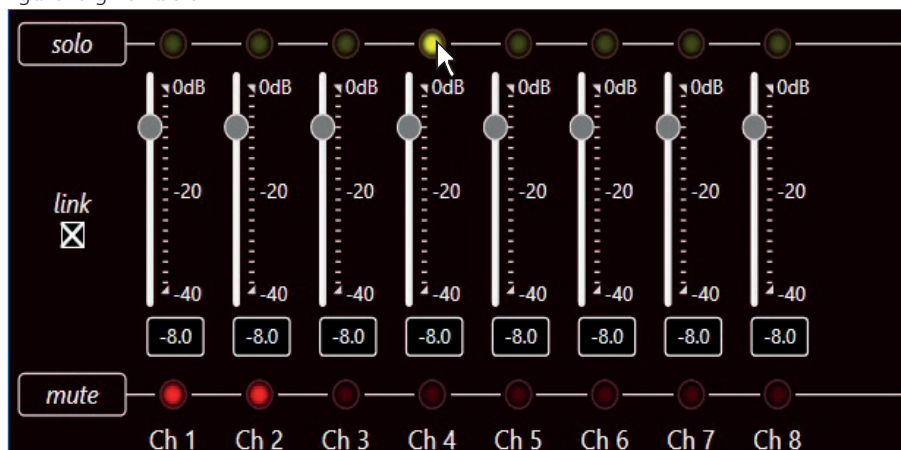 solo
0dB 0dB 0dB 0dB 0dB 0dB 0dB 0dB
-20 -20 -20 -20 -20 -20 -20 -20
link
-40 -40 -40 -40 -40 -40 -40 -40
-8.0 -8.0 -8.0 -8.0 -8.0 -8.0 -8.0 -8.0
mute
Ch 1 Ch 2 Ch 3 Ch 4 Ch 5 Ch 6 Ch 7 Ch 8